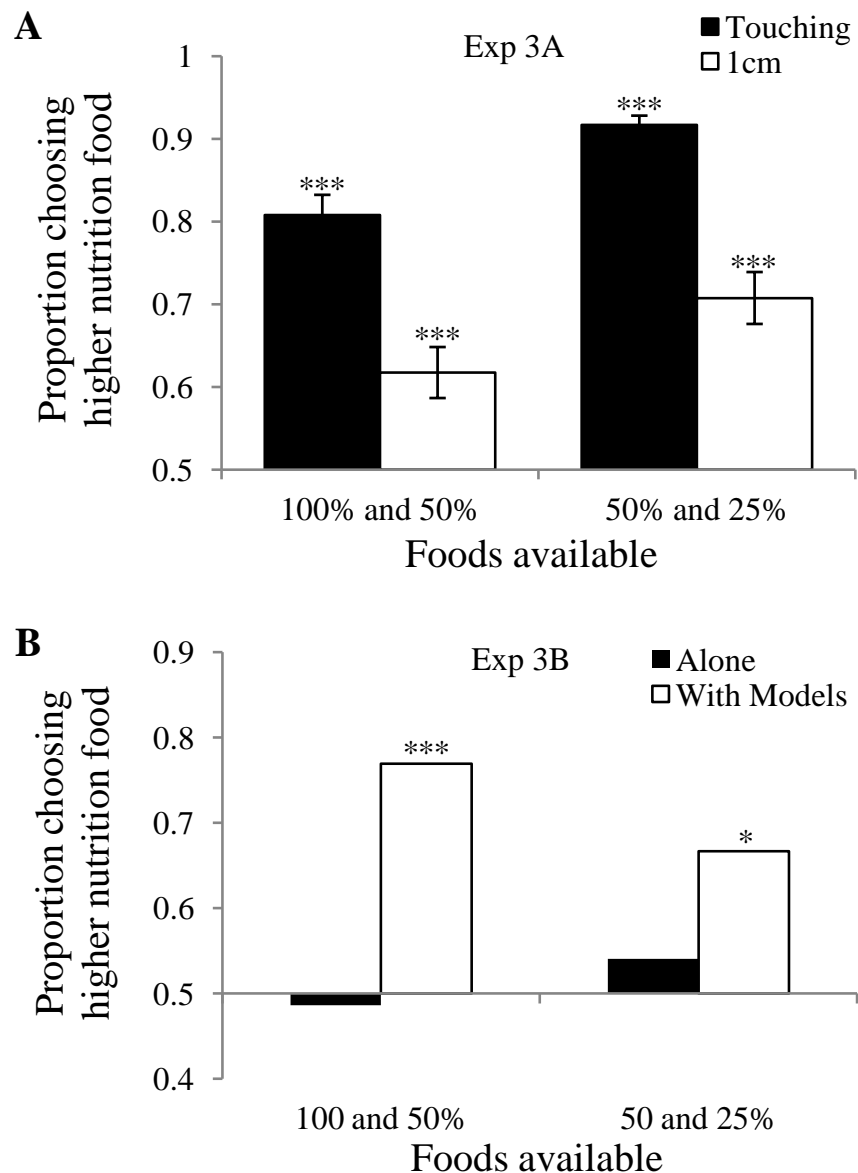 A
Exp 3A
Touching
1cm
Proportion choosing
higher nutrition food
1
0.9
0.8
0.7
0.6
0.5
***
***
***
***
100% and 50%
50% and 25%
Foods available
B
Exp 3B
Alone
With Models
Proportion choosing
higher nutrition food
0.9
0.8
0.7
0.6
0.5
0.4
***
*
100 and 50%
50 and 25%
Foods available